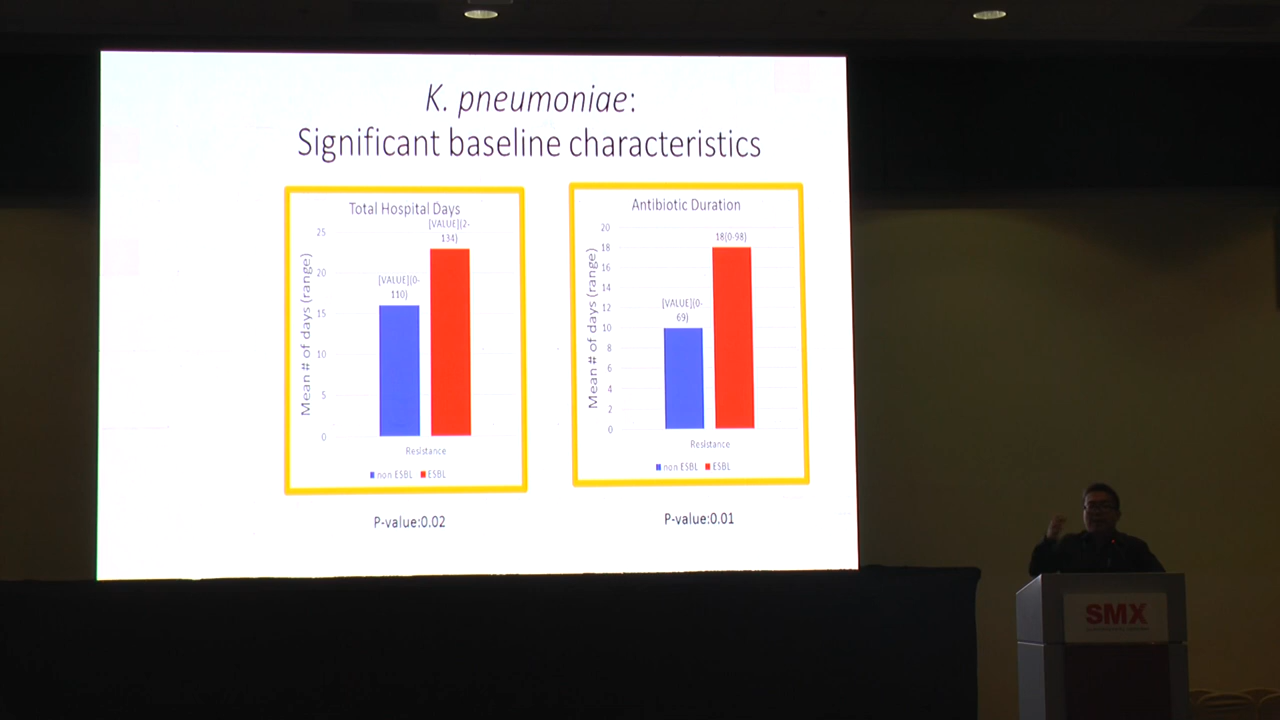 K. pneumoniae:
Significant baseline characteristics
Total Hospital Days
[VALUE](2-
134)
[VALUE](0-
110)
25
20
15
10
5
0
Mean # of days (range)
Resistance
non ESBL ESBL
P-value:0.02
Antibiotic Duration
18(0-98)
[VALUE](0-
69)
20
18
16
14
12
10
8
6
4
2
0
Mean # of days (range)
Resistance
non ESBL ESBL
P-value:0.01
SMX